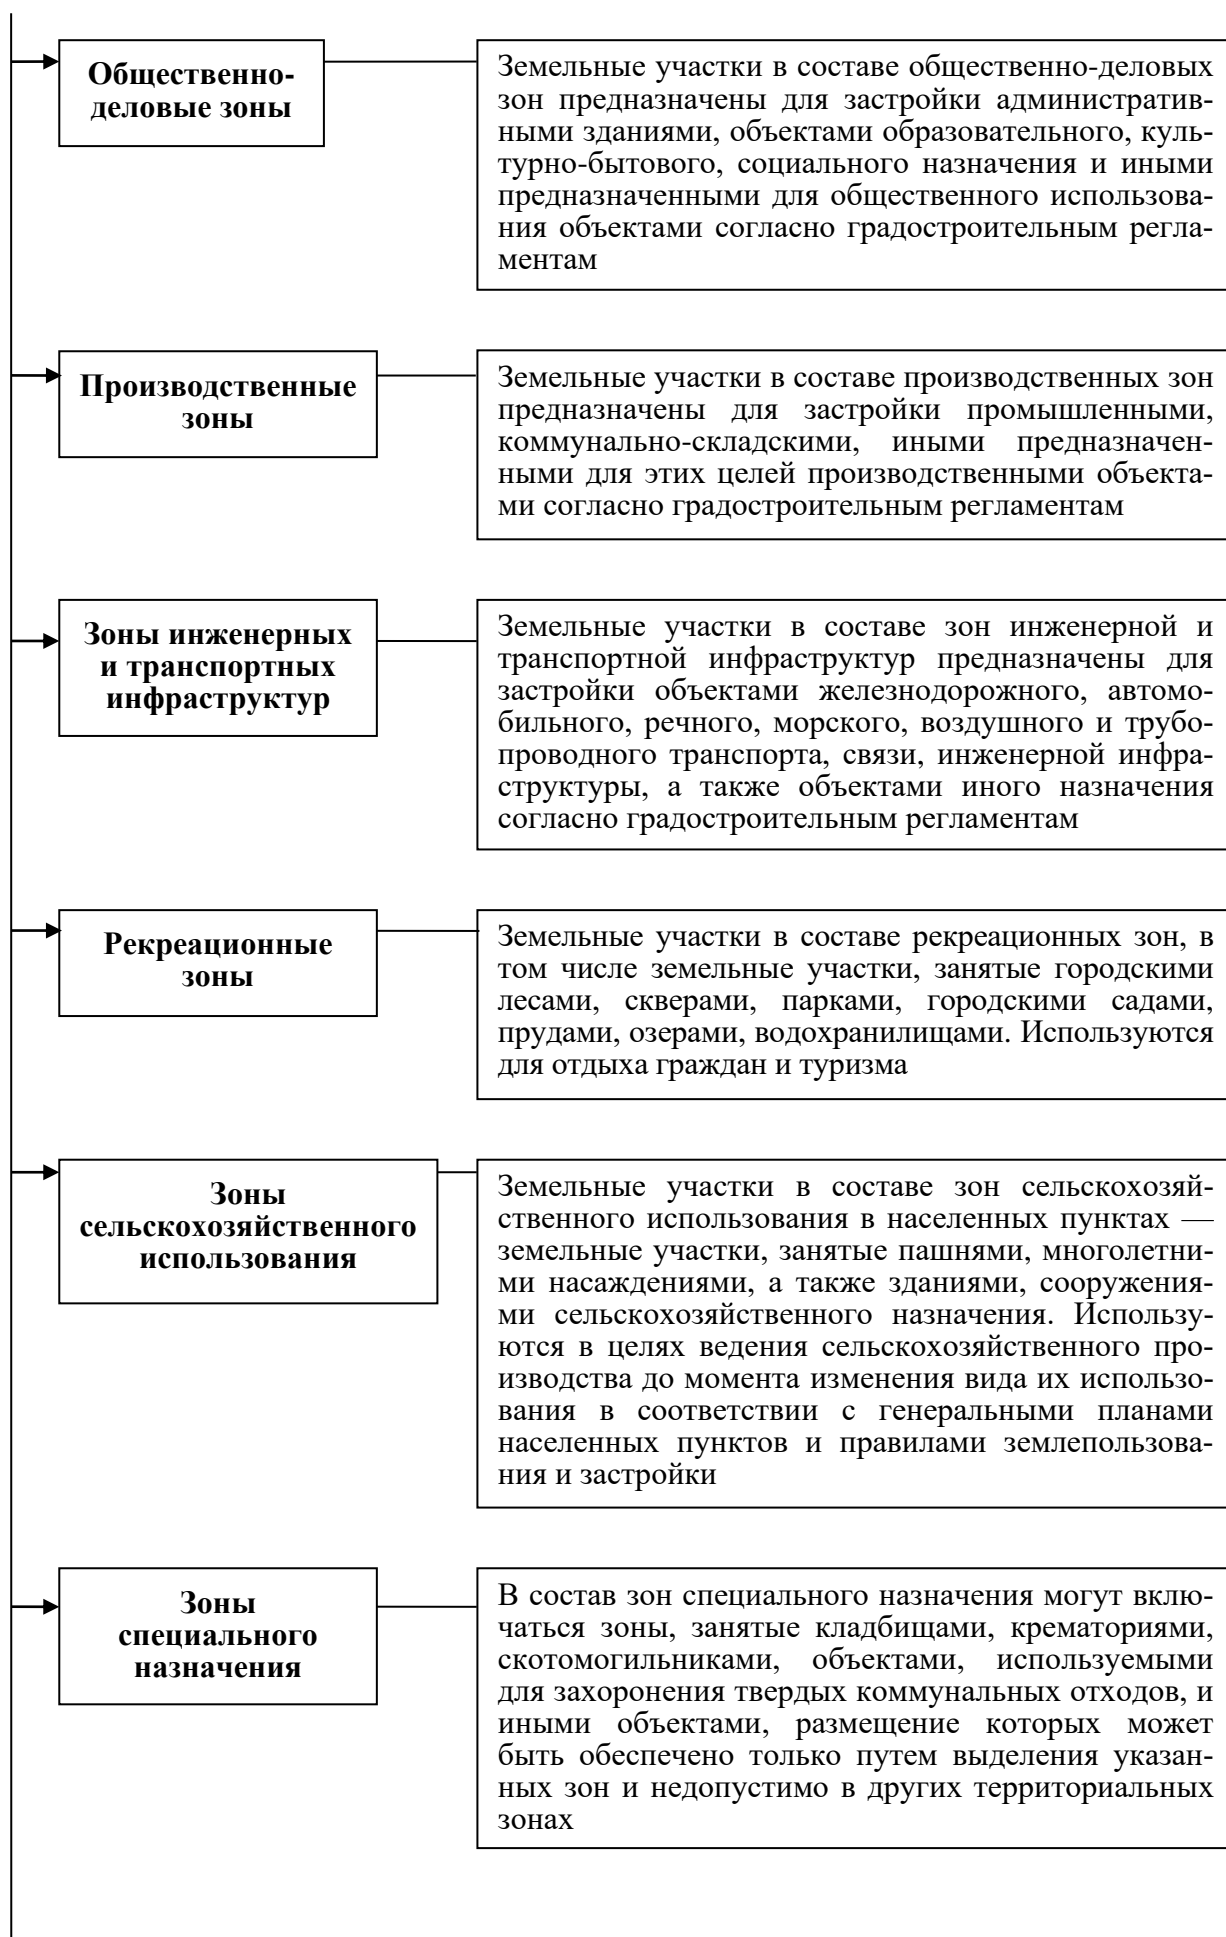 Общественно-
деловые зоны
Земельные участки в составе общественно-деловых
зон предназначены для застройки административ-
ными зданиями, объектами образовательного, куль-
турно-бытового, социального назначения и иными
предназначенными для общественного использова-
ния объектами согласно градостроительным регла-
ментам
Производственные
зоны
Земельные участки в составе производственных зон
предназначены для застройки промышленными,
коммунально-складскими, иными предназначен-
ными для этих целей производственными объекта-
ми согласно градостроительным регламентам
Зоны инженерных
и транспортных
инфраструктур
Земельные участки в составе зон инженерной и
транспортной инфраструктур предназначены для
застройки объектами железнодорожного, автомо-
бильного, речного, морского, воздушного и трубо-
проводного транспорта, связи, инженерной инфра-
структуры, а также объектами иного назначения
согласно градостроительным регламентам
Рекреационные
зоны
Земельные участки в составе рекреационных зон, в
том числе земельные участки, занятые городскими
лесами, скверами, парками, городскими садами,
прудами, озерами, водохранилищами. Используются
для отдыха граждан и туризма
Зоны
сельскохозяйственного
использования
Земельные участки в составе зон сельскохозяй-
ственного использования в населенных пунктах —
земельные участки, занятые пашнями, многолетни-
ми насаждениями, а также зданиями, сооружения-
ми сельскохозяйственного назначения. Использу-
ются в целях ведения сельскохозяйственного про-
изводства до момента изменения вида их использо-
вания в соответствии с генеральными планами
населенных пунктов и правилами землепользова-
ния и застройки
Зоны
специального
назначения
В состав зон специального назначения могут вклю-
чаться зоны, занятые кладбищами, крематориями,
скотомогильниками, объектами, используемыми
для захоронения твердых коммунальных отходов, и
иными объектами, размещение которых может
быть обеспечено только путем выделения указан-
ных зон и недопустимо в других территориальных
зонах